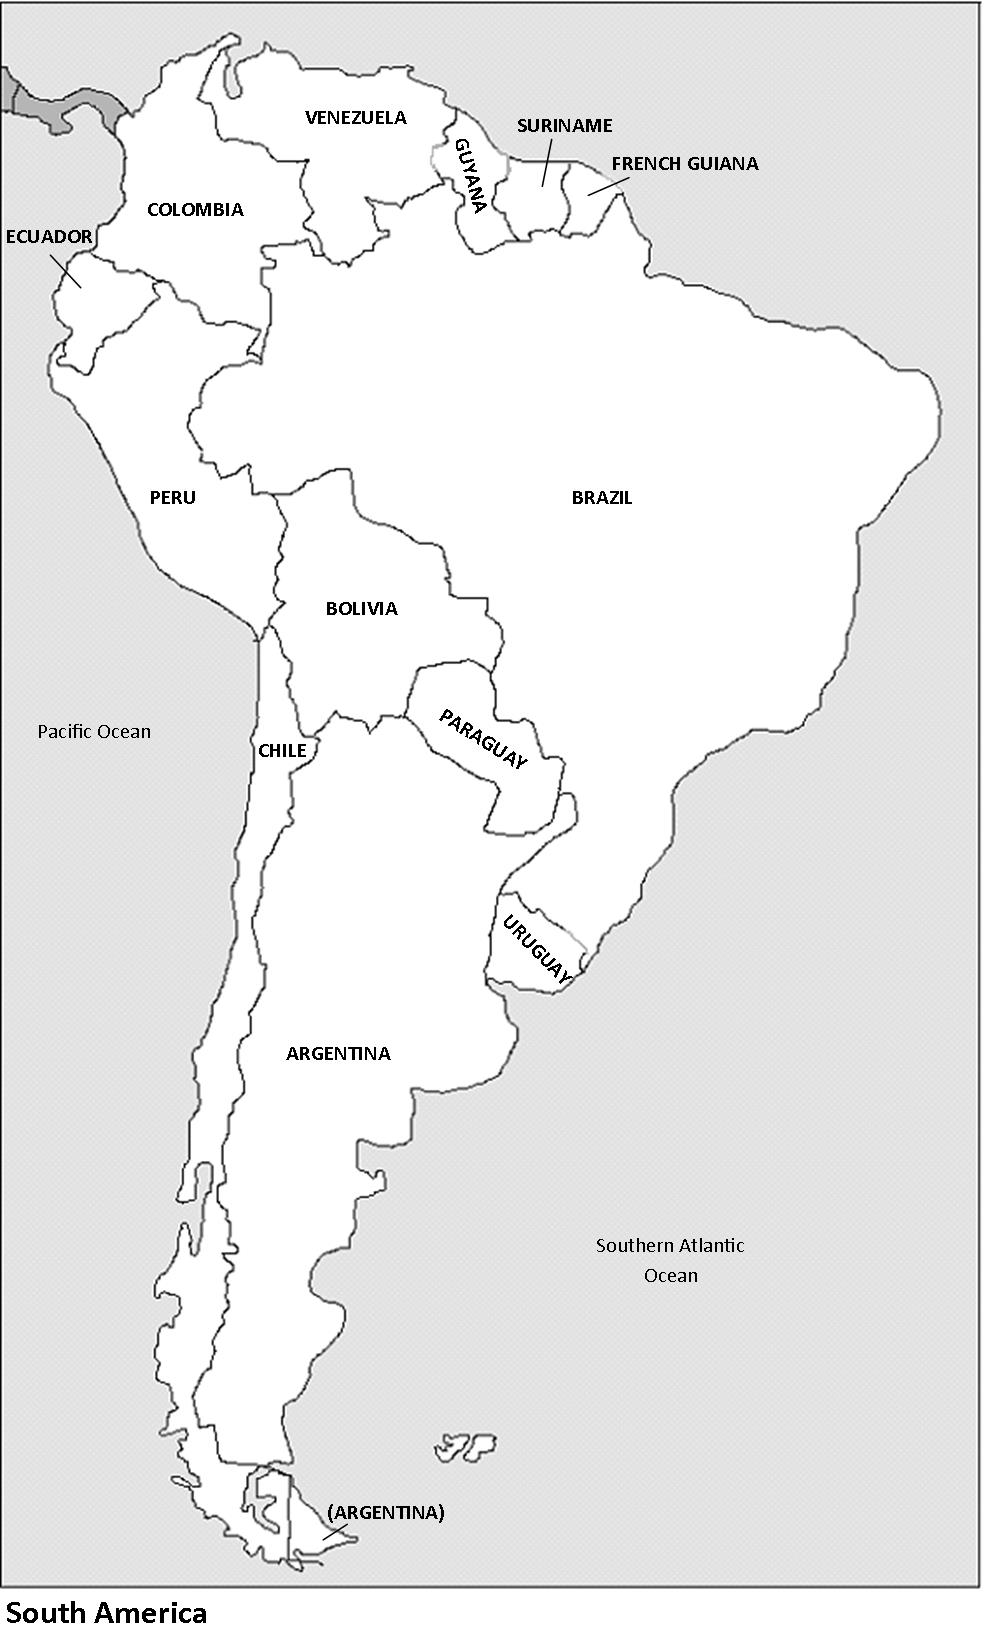 VENEZUELA
SURINAME
GUYANA
FRENCH GUIANA
COLOMBIA
ECUADOR
PERU
BRAZIL
BOLIVIA
PARAGUAY
Pacific Ocean
CHILE
URUGUAY
ARGENTINA
Southern Atlantic
Ocean
(ARGENTINA)
South America